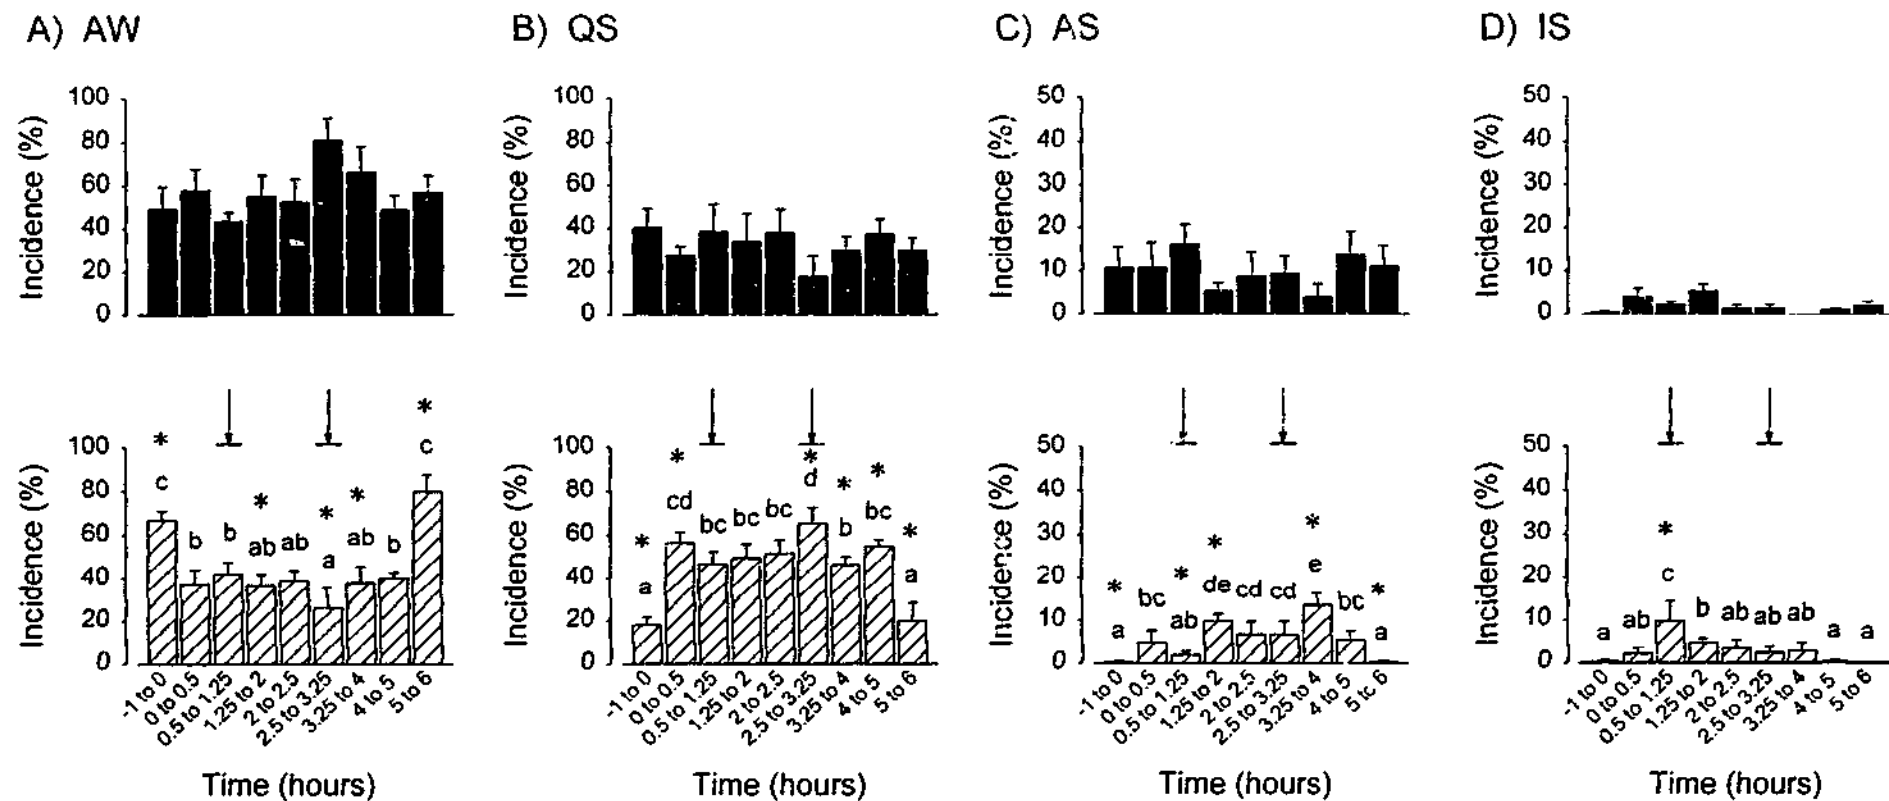 A) AW
B) QS
C) AS
D) IS
Incidence (%)
100
80
60
40
20
0
Incidence (%)
100
80
60
40
20
0
Incidence (%)
50
40
30
20
10
0
Incidence (%)
50
40
30
20
10
0
Incidence (%)
100
80
60
40
20
0
* c
b
b
* ab
ab
* a
* ab
b
* c
-1 to 0
0 to 0.5
0.5 to 1.25
1.25 to 2
2 to 2.5
2.5 to 3.25
3.25 to 4
4 to 5
5 to 6
Time (hours)
Incidence (%)
100
80
60
40
20
0
* a
* cd
bc
bc
bc
* d
* b
* bc
* a
-1 to 0
0 to 0.5
0.5 to 1.25
1.25 to 2
2 to 2.5
2.5 to 3.25
3.25 to 4
4 to 5
5 to 6
Time (hours)
Incidence (%)
50
40
30
20
10
0
* a
bc
* ab
* de
cd
cd
* e
bc
* a
-1 to 0
0 to 0.5
0.5 to 1.25
1.25 to 2
2 to 2.5
2.5 to 3.25
3.25 to 4
4 to 5
5 to 6
Time (hours)
Incidence (%)
50
40
30
20
10
0
a
ab
* c
b
ab
ab
ab
a
a
-1 to 0
0 to 0.5
0.5 to 1.25
1.25 to 2
2 to 2.5
2.5 to 3.25
3.25 to 4
4 to 5
5 to 6
Time (hours)